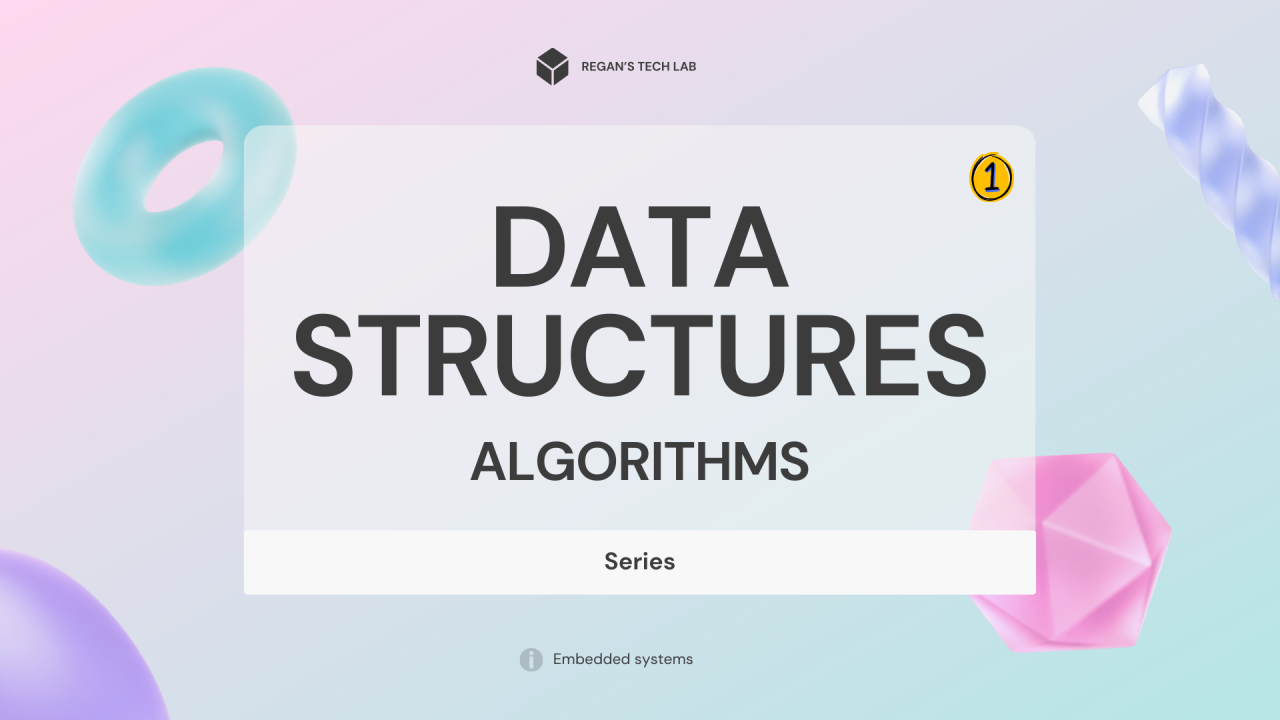 REGAN'S TECH LAB
1
DATA
STRUCTURES
ALGORITHMS
Series
Embedded systems